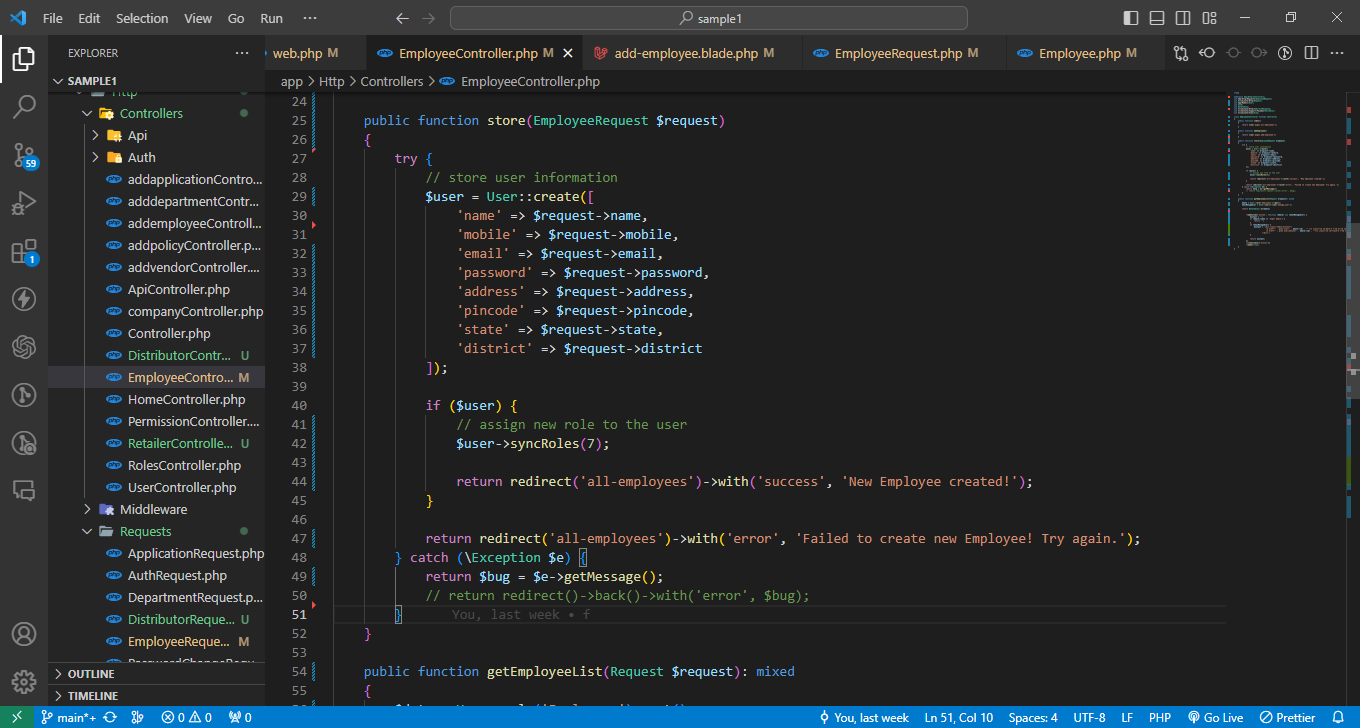 File Edit Selection View Go Run ··· sample1
EXPLORER ···
web.php M EmployeeController.php M add-employee.blade.php M EmployeeRequest.php M Employee.php M
app > Http > Controllers > EmployeeController.php
SAMPLE1
Http
Controllers
Api
Auth
addapplicationContro...
adddepartmentContr...
addemployeeControll...
addpolicyController.p...
addvendorController....
ApiController.php
companyController.php
Controller.php
DistributorContr... U
EmployeeContro... M
HomeController.php
PermissionController....
RetailerControlle... U
RolesController.php
UserController.php
Middleware
Requests
ApplicationRequest.php
AuthRequest.php
DepartmentRequest.p...
DistributorReque... U
EmployeeReque... M
OUTLINE
TIMELINE
59
1
24
25 public function store(EmployeeRequest $request)
26 {
27 try {
28 // store user information
29 $user = User::create([
30 'name' => $request->name,
31 'mobile' => $request->mobile,
32 'email' => $request->email,
33 'password' => $request->password,
34 'address' => $request->address,
35 'pincode' => $request->pincode,
36 'state' => $request->state,
37 'district' => $request->district
38 ]);
39
40 if ($user) {
41 // assign new role to the user
42 $user->syncRoles(7);
43
44 return redirect('all-employees')->with('success', 'New Employee created!');
45 }
46
47 return redirect('all-employees')->with('error', 'Failed to create new Employee! Try again.');
48 } catch (\Exception $e) {
49 return $bug = $e->getMessage();
50 // return redirect()->back()->with('error', $bug);
51 } You, last week • f
52 }
53
54 public function getEmployeeList(Request $request): mixed
55 {
main*+ 0 0 0 You, last week Ln 51, Col 10 Spaces: 4 UTF-8 LF PHP Go Live Prettier